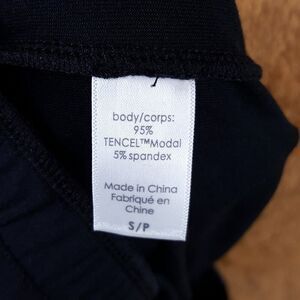 body/corps:
95%
TENCEL™Modal
5% spandex
Made in China
Fabriqué en
Chine
S/P